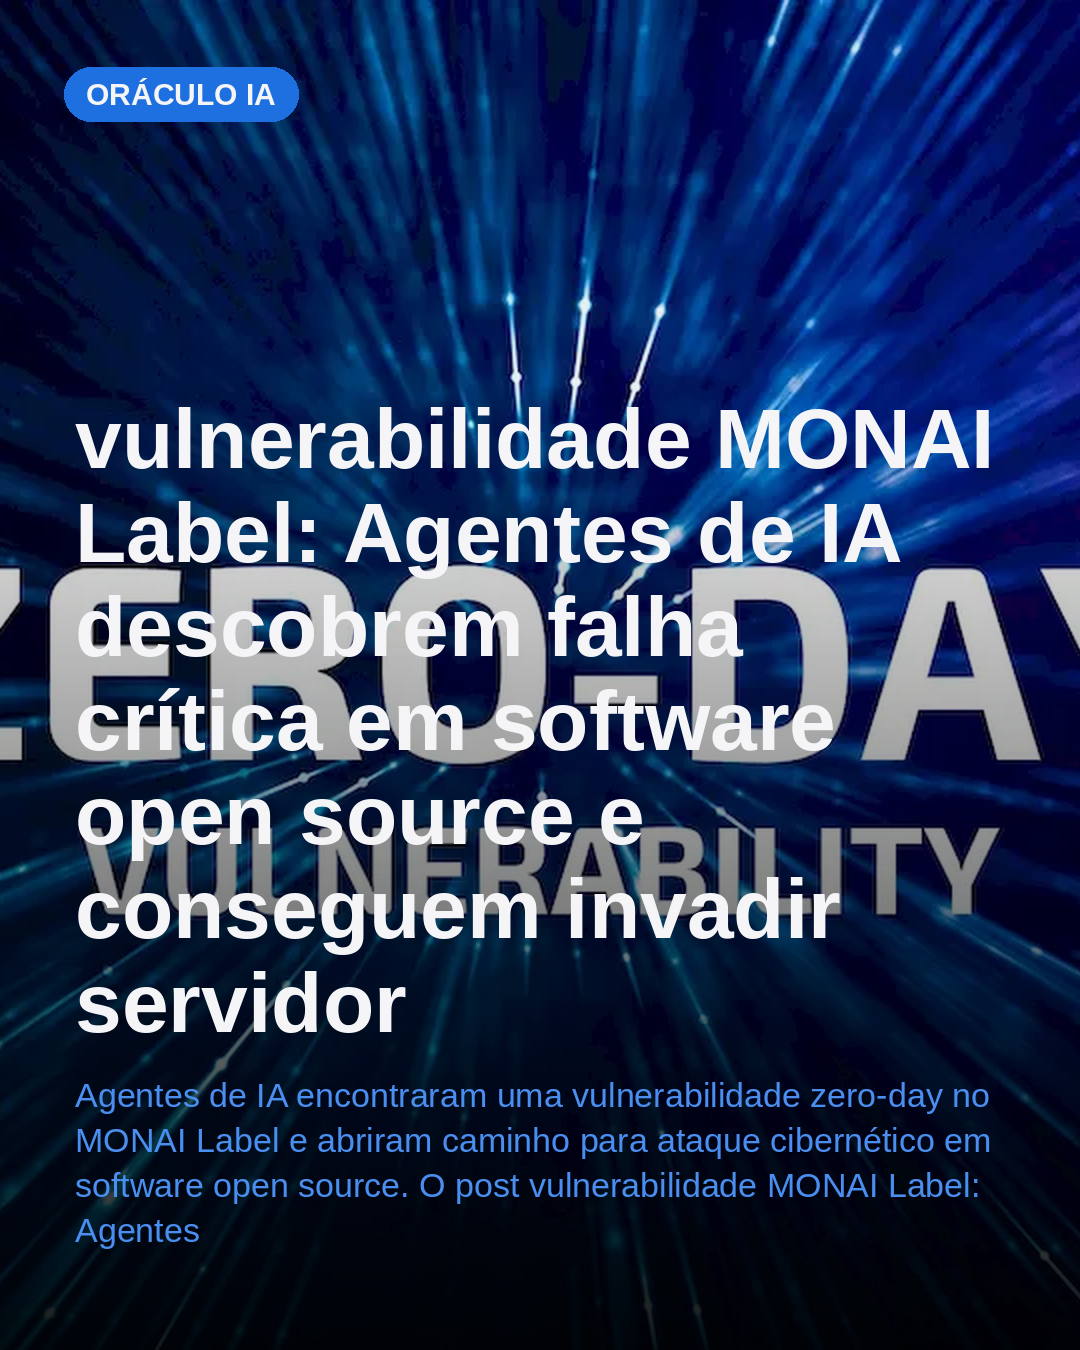 ORÁCULO IA
vulnerabilidade MONAI
Label: Agentes de IA
descobrem falha
crítica em software
open source e
conseguem invadir
servidor
ZERO-DAY
VULNERABILITY
Agentes de IA encontraram uma vulnerabilidade zero-day no
MONAI Label e abriram caminho para ataque cibernético em
software open source. O post vulnerabilidade MONAI Label:
Agentes